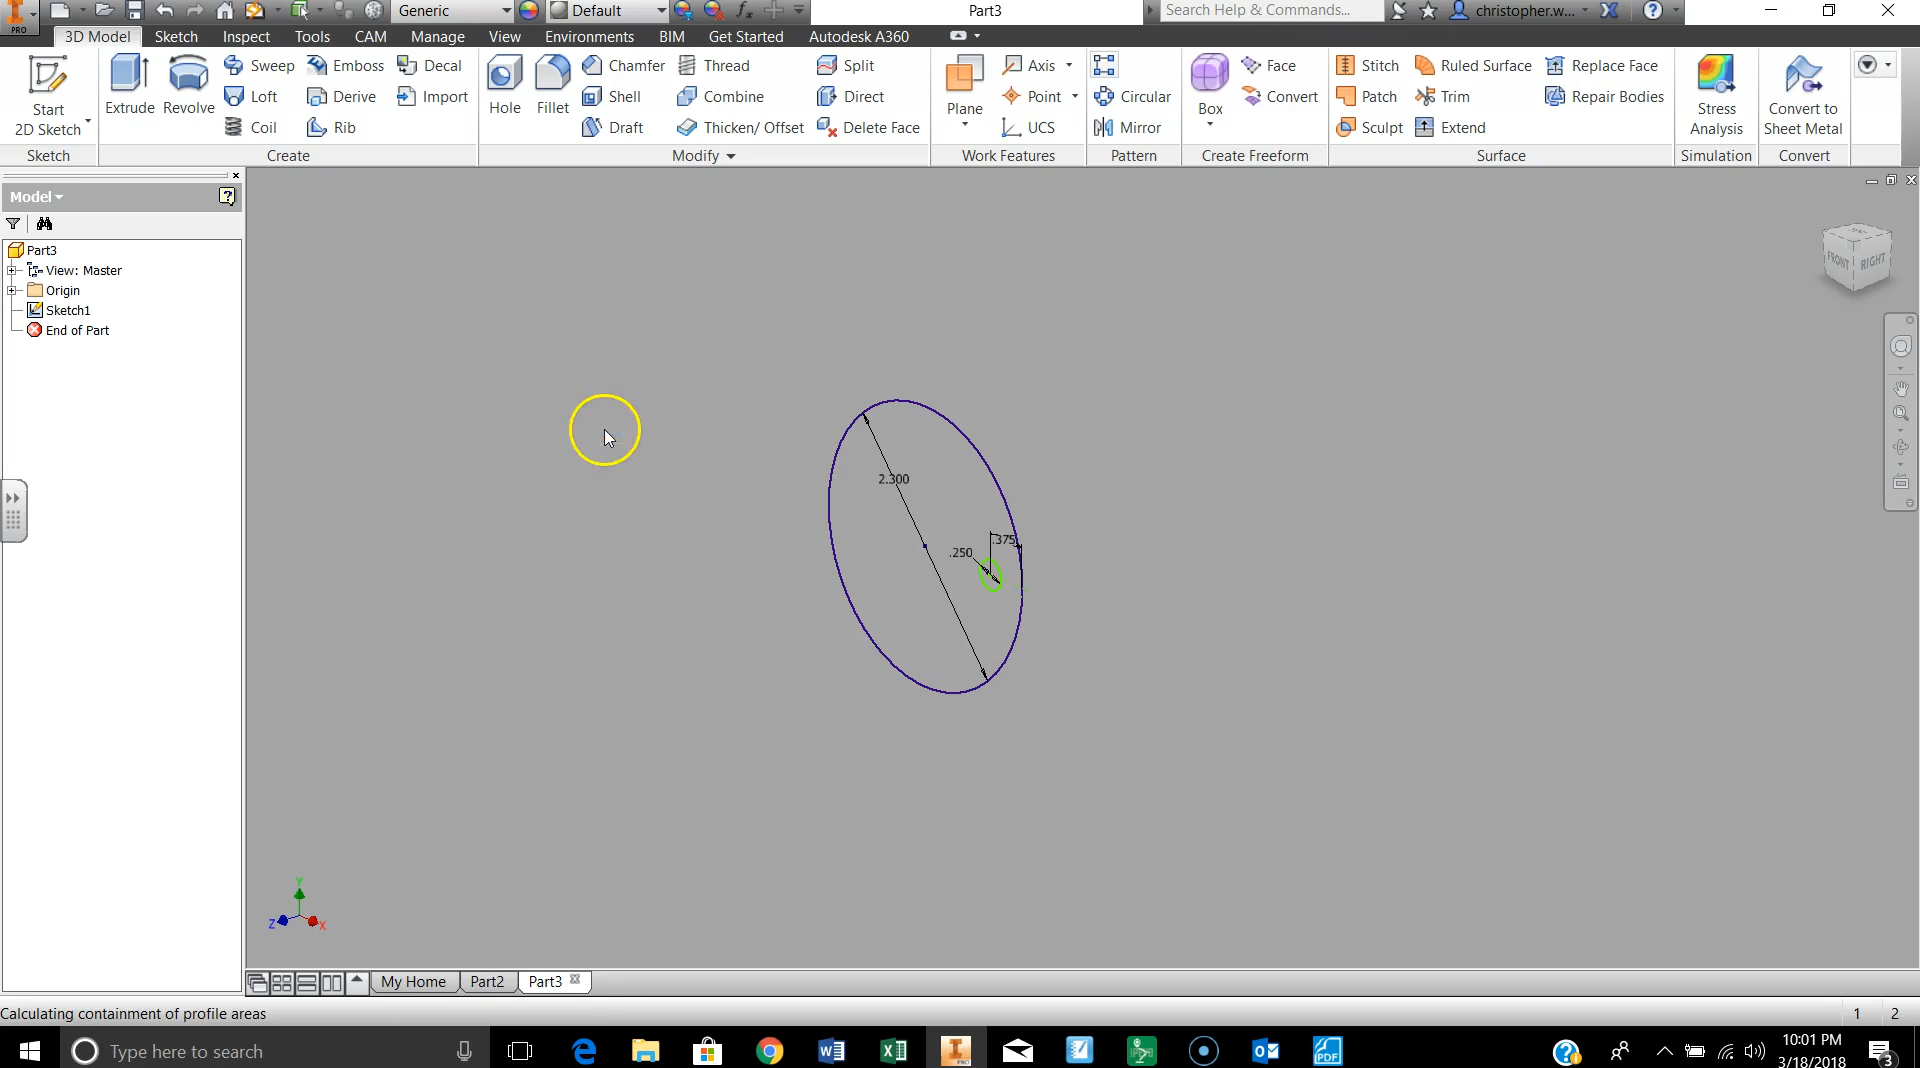 PRO
Generic
Default
Part3
Search Help & Commands...
christopher.w...
3D Model Sketch Inspect Tools CAM Manage View Environments BIM Get Started Autodesk A360
Start
2D Sketch
Sketch
Extrude
Revolve
Sweep
Loft
Coil
Emboss
Derive
Rib
Decal
Import
Create
Hole
Fillet
Chamfer
Shell
Draft
Thread
Combine
Thicken/ Offset
Split
Direct
Delete Face
Modify
Plane
Axis
Point
UCS
Work Features
Circular
Mirror
Pattern
Box
Face
Convert
Create Freeform
Stitch
Patch
Sculpt
Ruled Surface
Trim
Extend
Replace Face
Repair Bodies
Surface
Stress
Analysis
Simulation
Convert to
Sheet Metal
Convert
Model
Part3
View: Master
Origin
Sketch1
End of Part
FRONT RIGHT
2.300
.375
.250
Y
Z X
My Home Part2 Part3
Calculating containment of profile areas
1 2
Type here to search
PDF
10:01 PM
3/18/2018
3